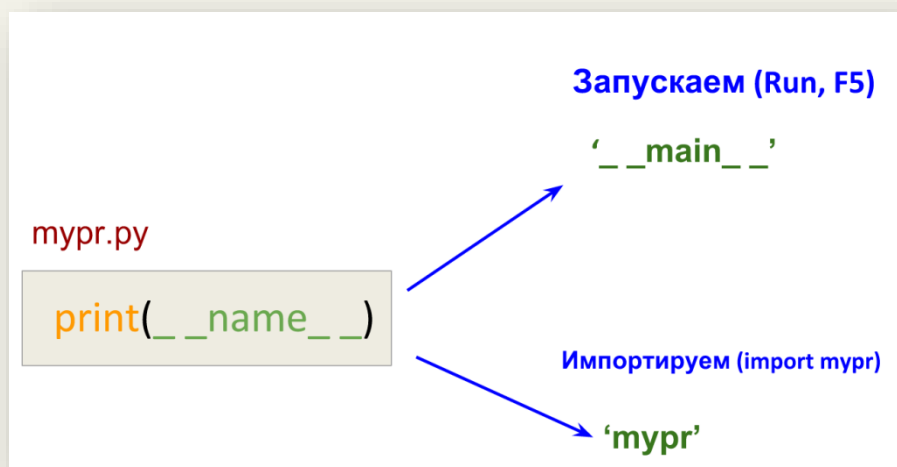 Запускаем (Run, F5)
‘_ _main_ _’
mypr.py
print(_ _name_ _)
Импортируем (import mypr)
‘mypr’